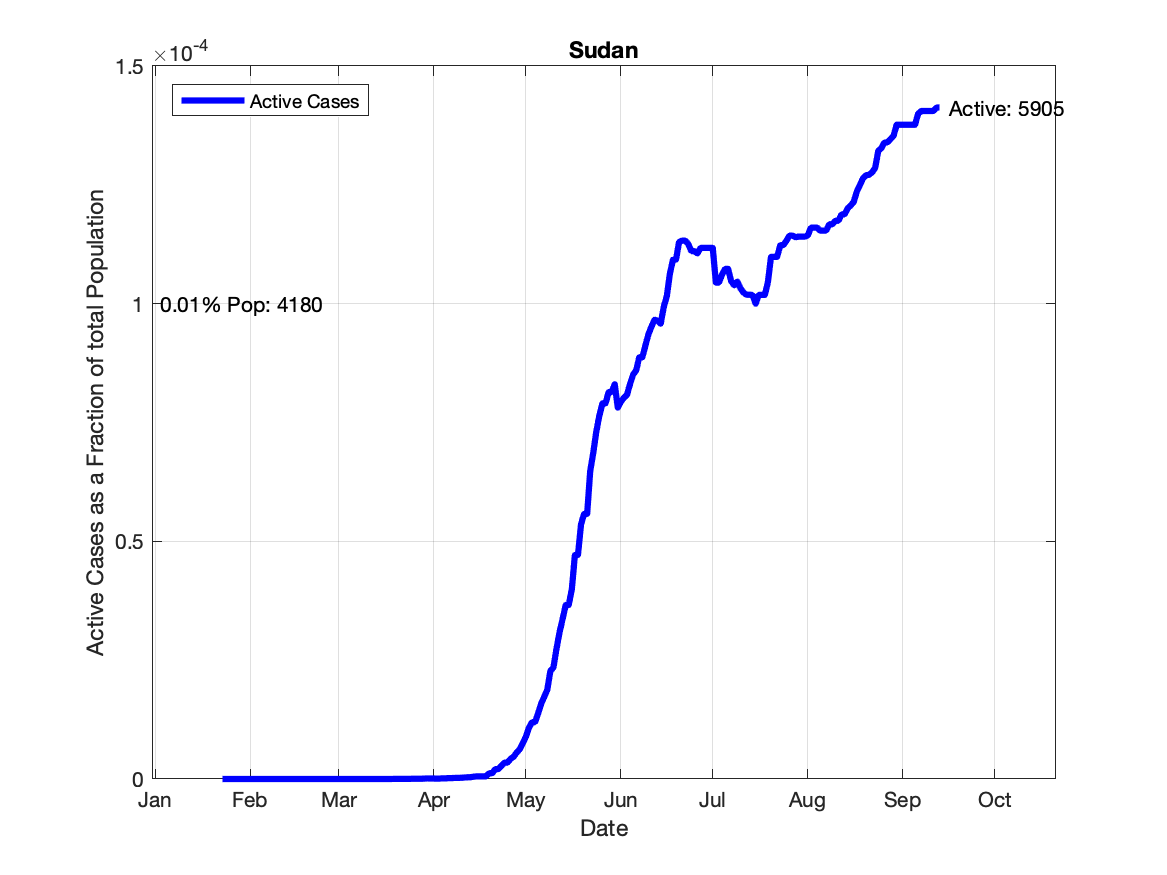 Sudan
×10-4
1.5
1
0.5
0
Active Cases
Active: 5905
0.01% Pop: 4180
Active Cases as a Fraction of total Population
Jan Feb Mar Apr May Jun Jul Aug Sep Oct
Date